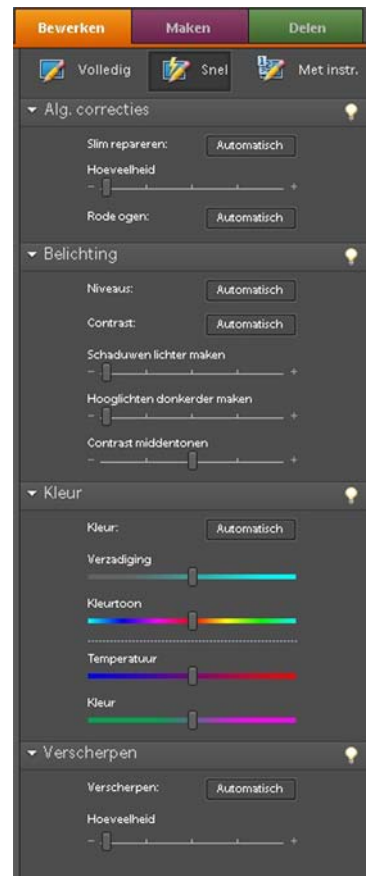 Bewerken Maken Delen
Volledig Snel Met instr.
Alg. correcties
Slim repareren: Automatisch
Hoeveelheid
- +
Rode ogen: Automatisch
Belichting
Niveaus: Automatisch
Contrast: Automatisch
Schaduwen lichter maken
- +
Hooglichten donkerder maken
- +
Contrast middentonen
- +
Kleur
Kleur: Automatisch
Verzadiging
Kleurtoon
Temperatuur
Kleur
Verscherpen
Verscherpen: Automatisch
Hoeveelheid
- +